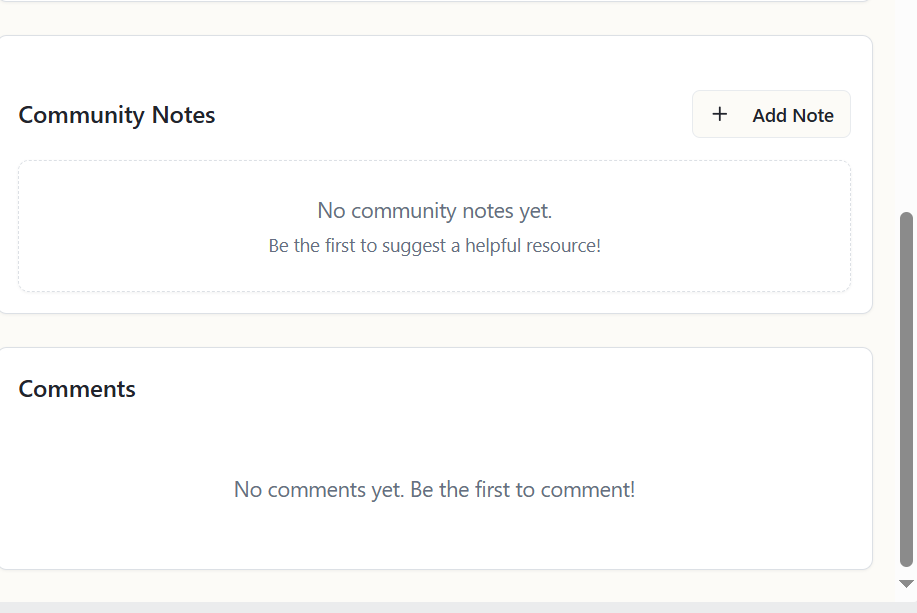 Community Notes
+ Add Note
No community notes yet.
Be the first to suggest a helpful resource!
Comments
No comments yet. Be the first to comment!